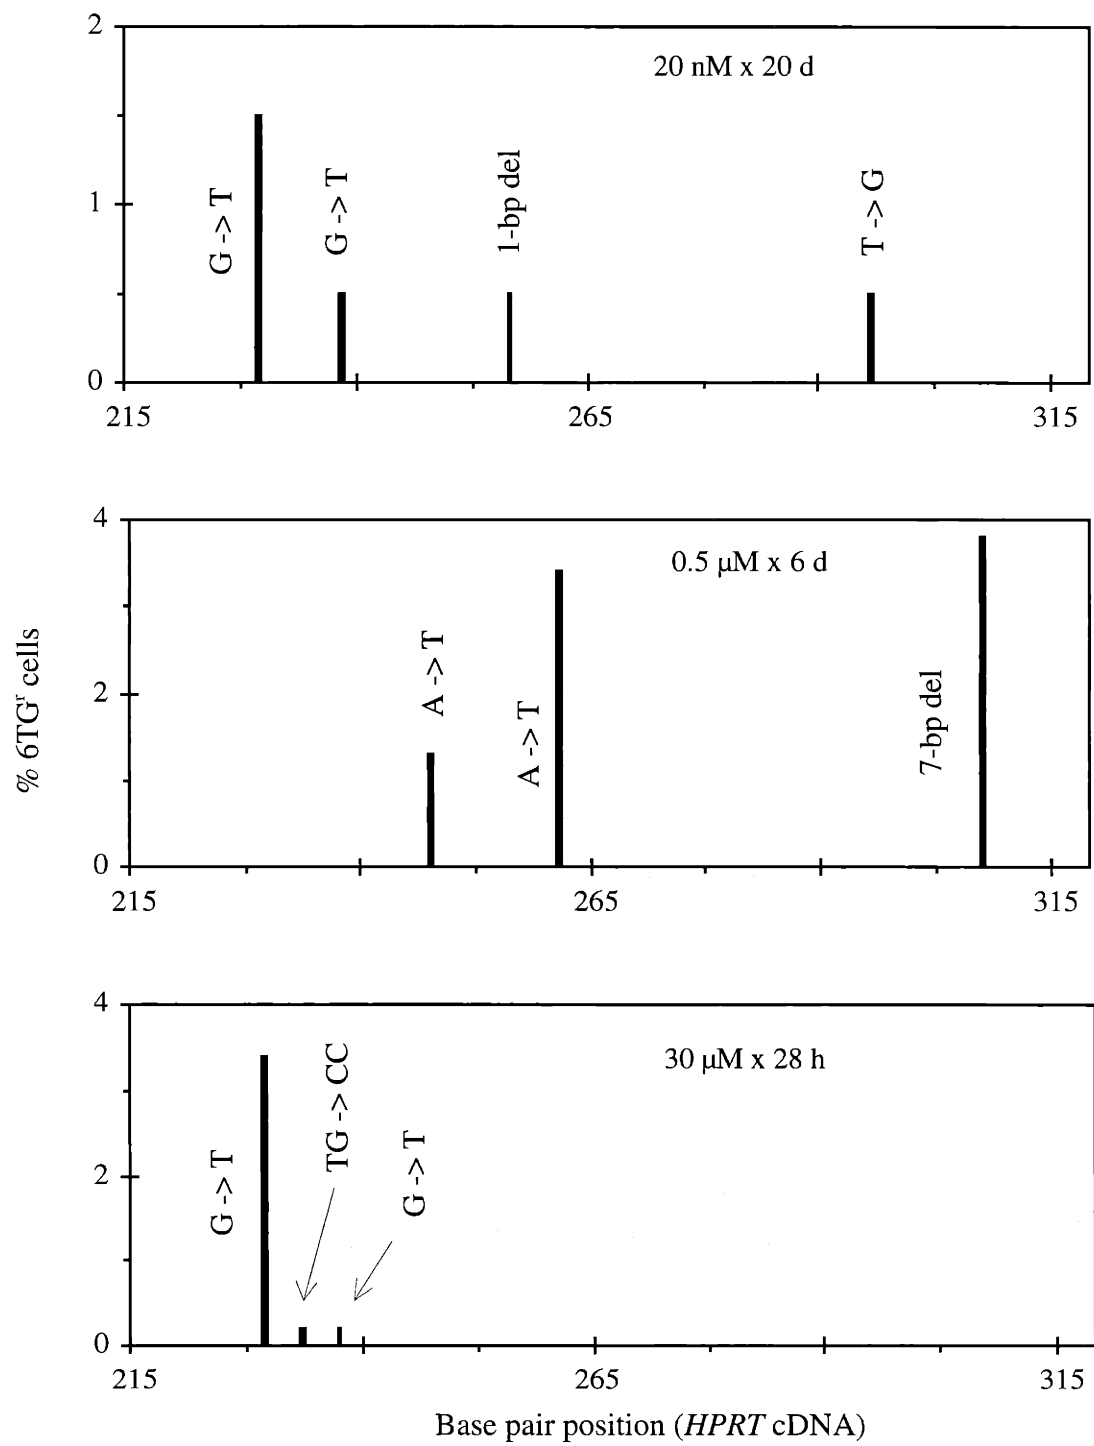 2
20 nM x 20 d
G -> T
G -> T
1-bp del
T -> G
1
0
215
265
315
4
0.5 µM x 6 d
A -> T
A -> T
7-bp del
2
0
215
265
315
% 6TGʳ cells
4
30 µM x 28 h
G -> T
TG -> CC
G -> T
2
0
215
265
315
Base pair position (HPRT cDNA)